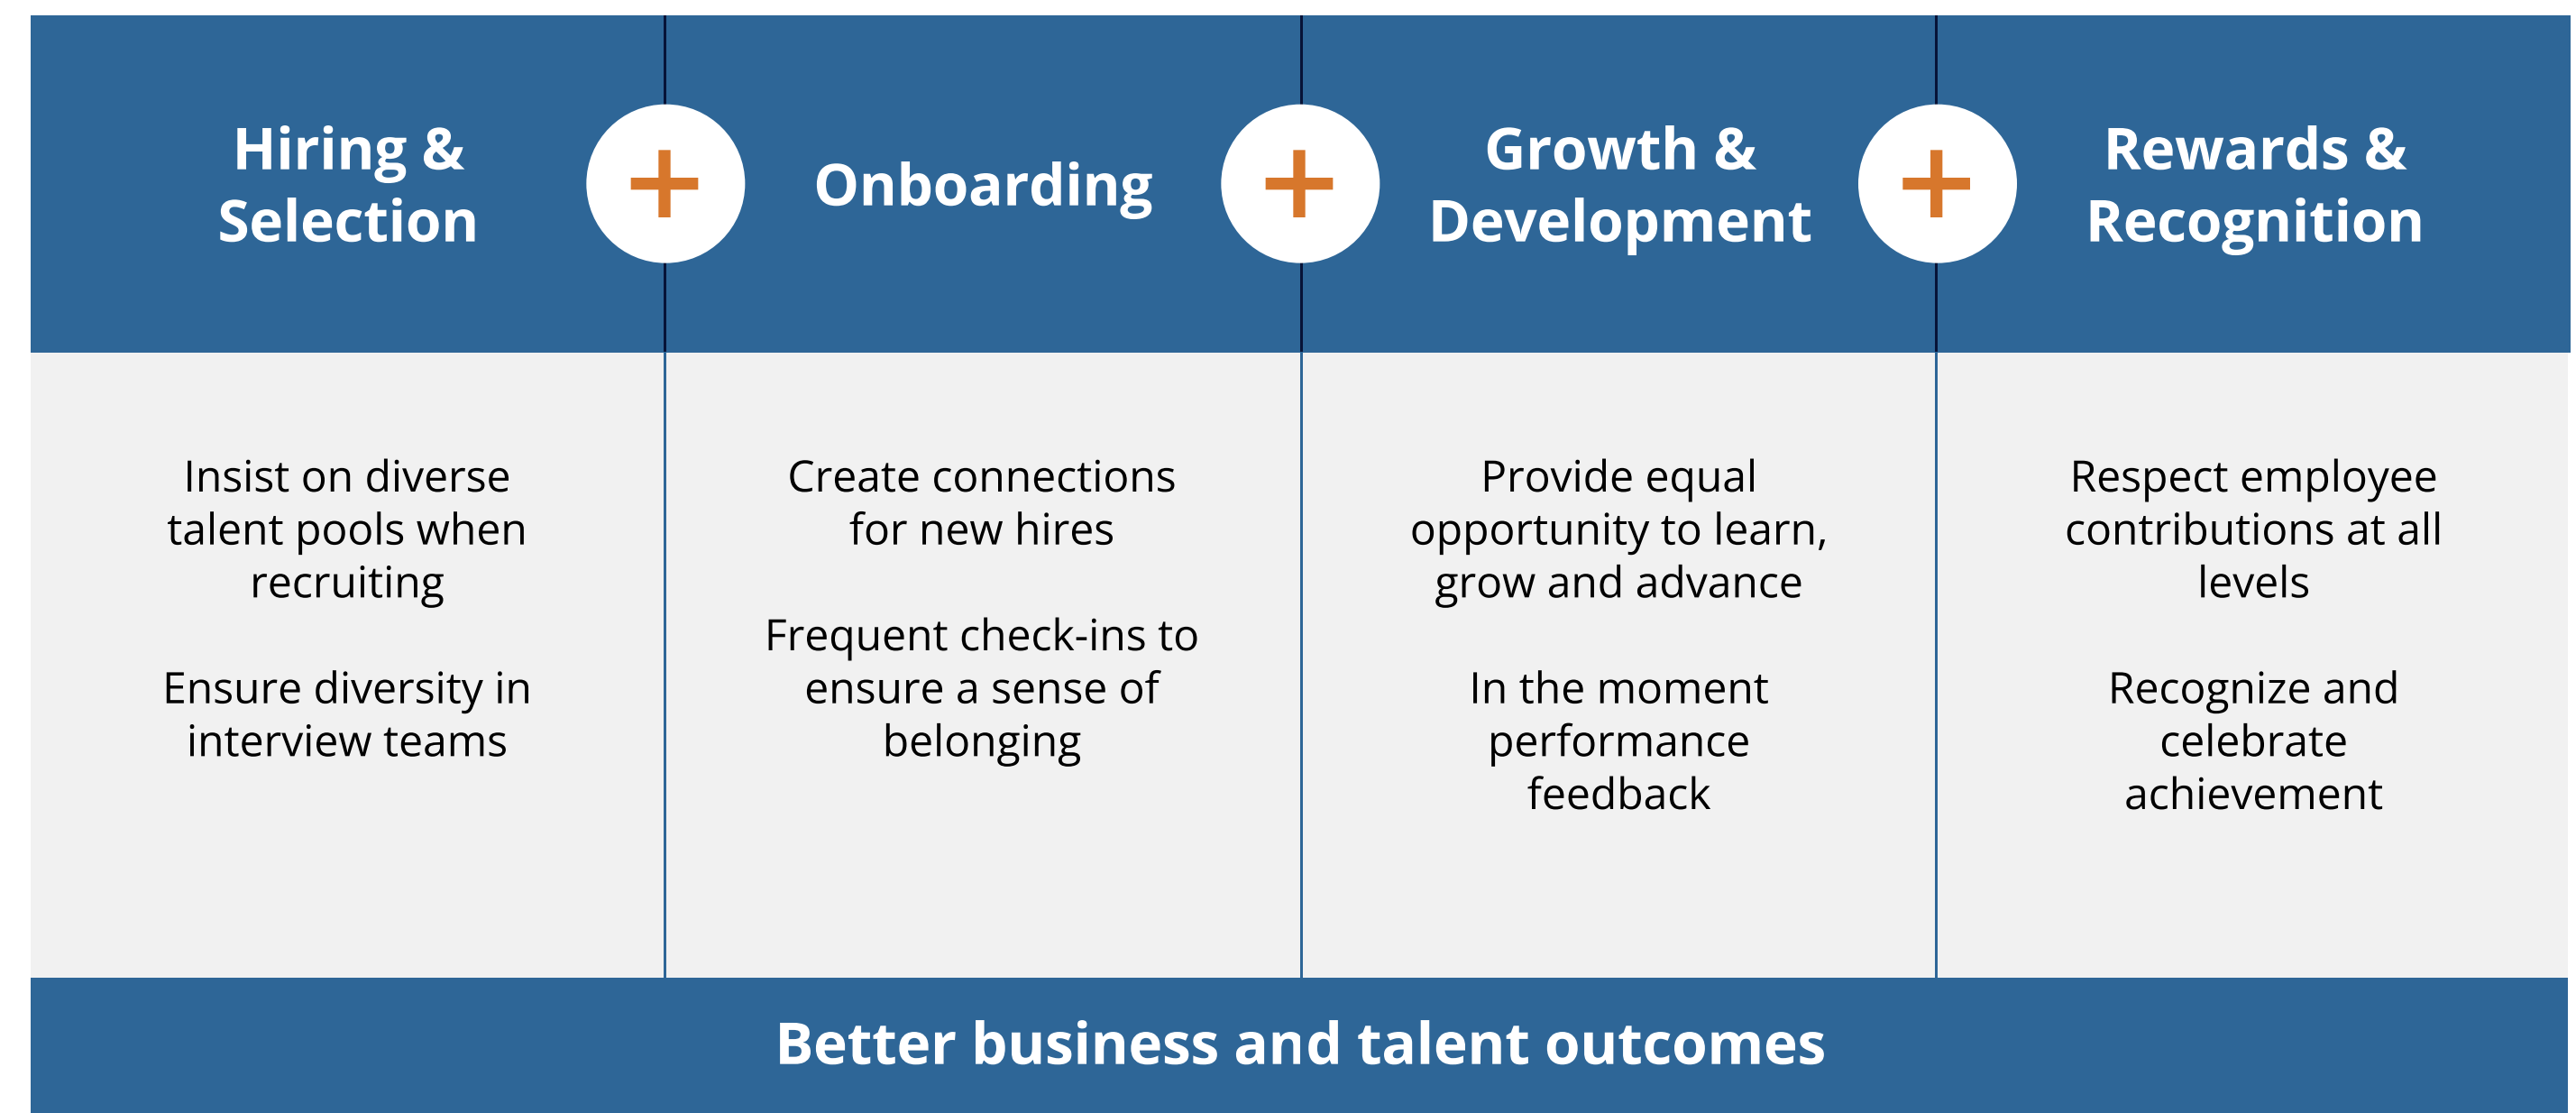 Hiring &
Selection
+
Onboarding
+
Growth &
Development
+
Rewards &
Recognition
Insist on diverse
talent pools when
recruiting
Ensure diversity in
interview teams
Create connections
for new hires
Frequent check-ins to
ensure a sense of
belonging
Provide equal
opportunity to learn,
grow and advance
In the moment
performance
feedback
Respect employee
contributions at all
levels
Recognize and
celebrate
achievement
Better business and talent outcomes